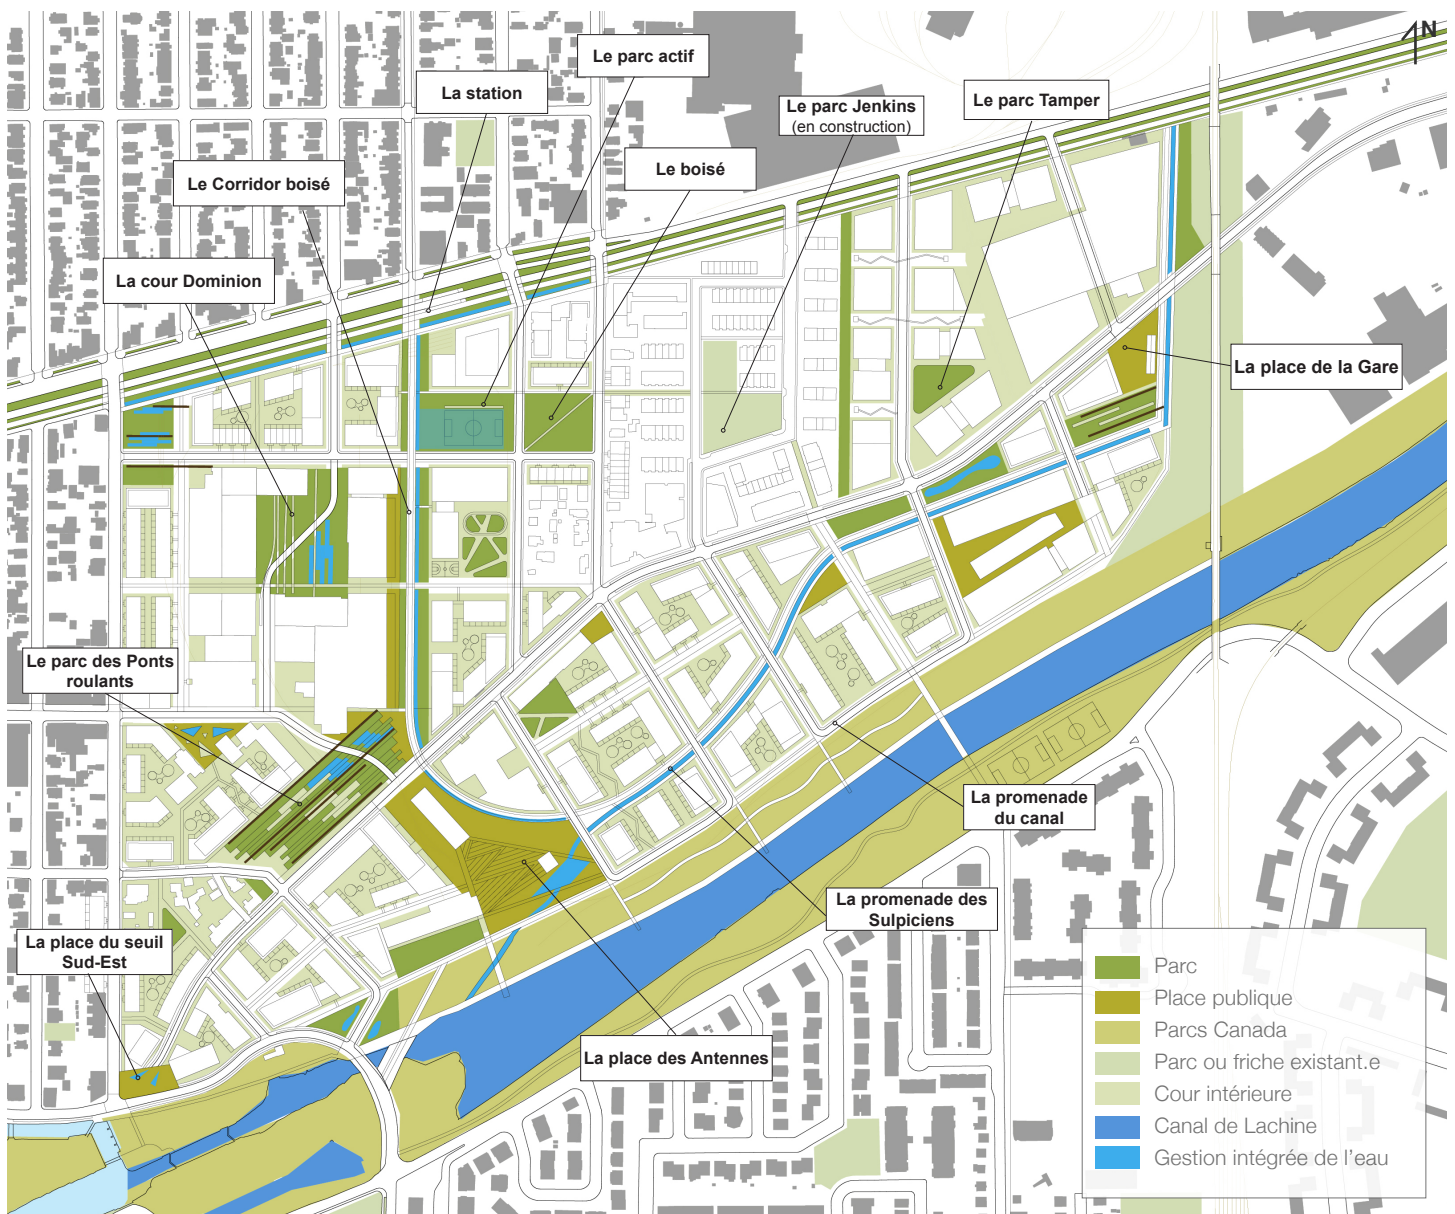 N
Le parc actif
La station
Le parc Jenkins
(en construction)
Le parc Tamper
Le boisé
Le Corridor boisé
La cour Dominion
La place de la Gare
Le parc des Ponts
roulants
La promenade
du canal
La promenade des
Sulpiciens
La place du seuil
Sud-Est
La place des Antennes
Parc
Place publique
Parcs Canada
Parc ou friche existant.e
Cour intérieure
Canal de Lachine
Gestion intégrée de l'eau